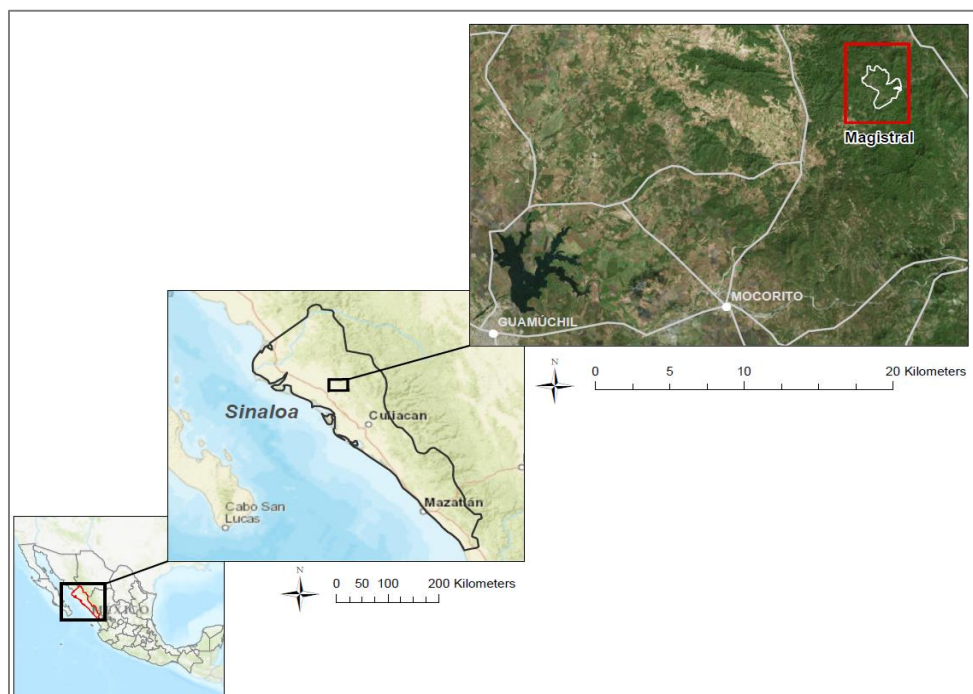 Magistral
MOCORITO
GUAMÚCHIL
N
0 5 10 20 Kilometers
Sinaloa
Culiacan
Mazatlán
Cabo San
Lucas
N
0 50 100 200 Kilometers
MÉXICO